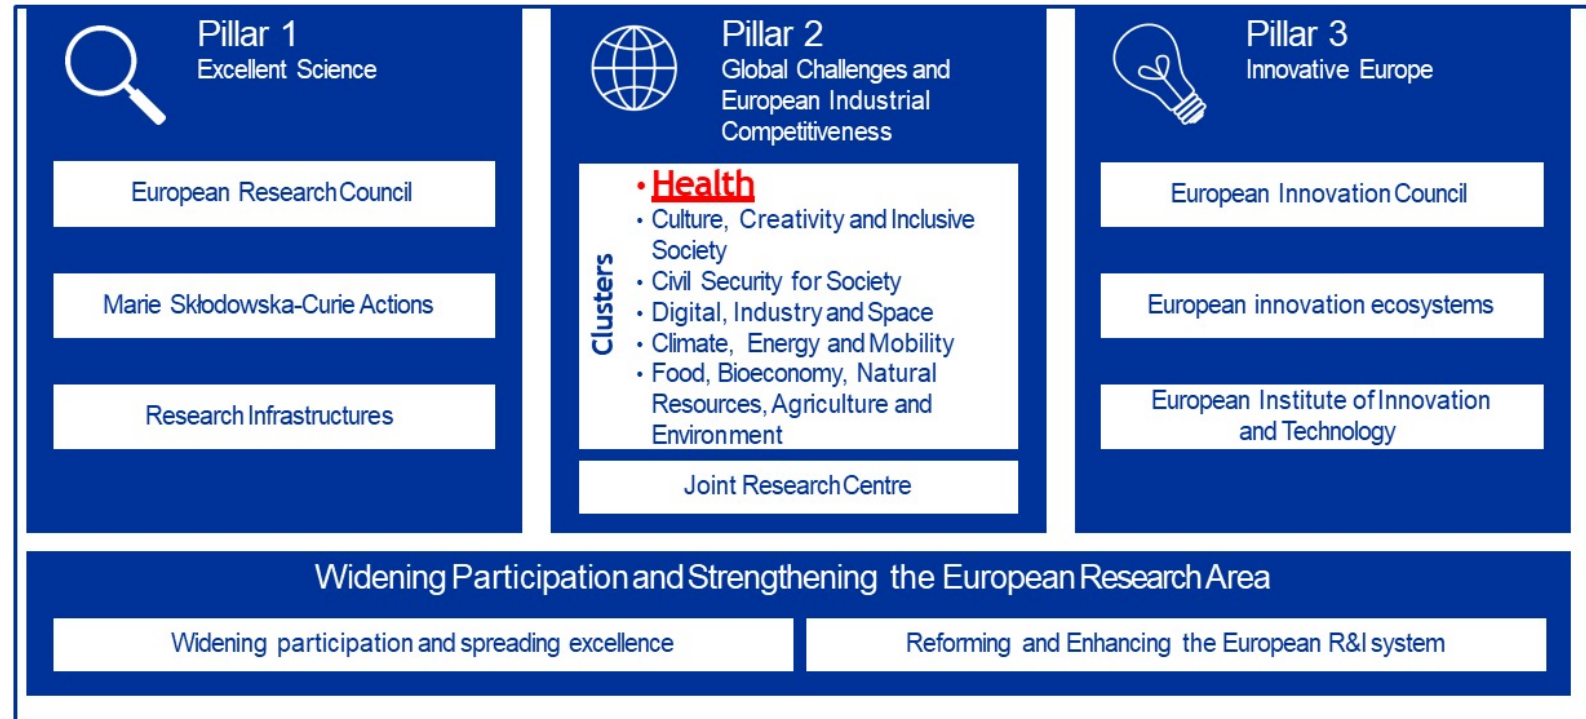 Pillar 1
Excellent Science
European Research Council
Marie Skłodowska-Curie Actions
Research Infrastructures
Pillar 2
Global Challenges and
European Industrial
Competitiveness
Clusters
• Health
• Culture, Creativity and Inclusive
Society
• Civil Security for Society
• Digital, Industry and Space
• Climate, Energy and Mobility
• Food, Bioeconomy, Natural
Resources, Agriculture and
Environment
Joint Research Centre
Pillar 3
Innovative Europe
European Innovation Council
European innovation ecosystems
European Institute of Innovation
and Technology
Widening Participation and Strengthening the European Research Area
Widening participation and spreading excellence
Reforming and Enhancing the European R&I system